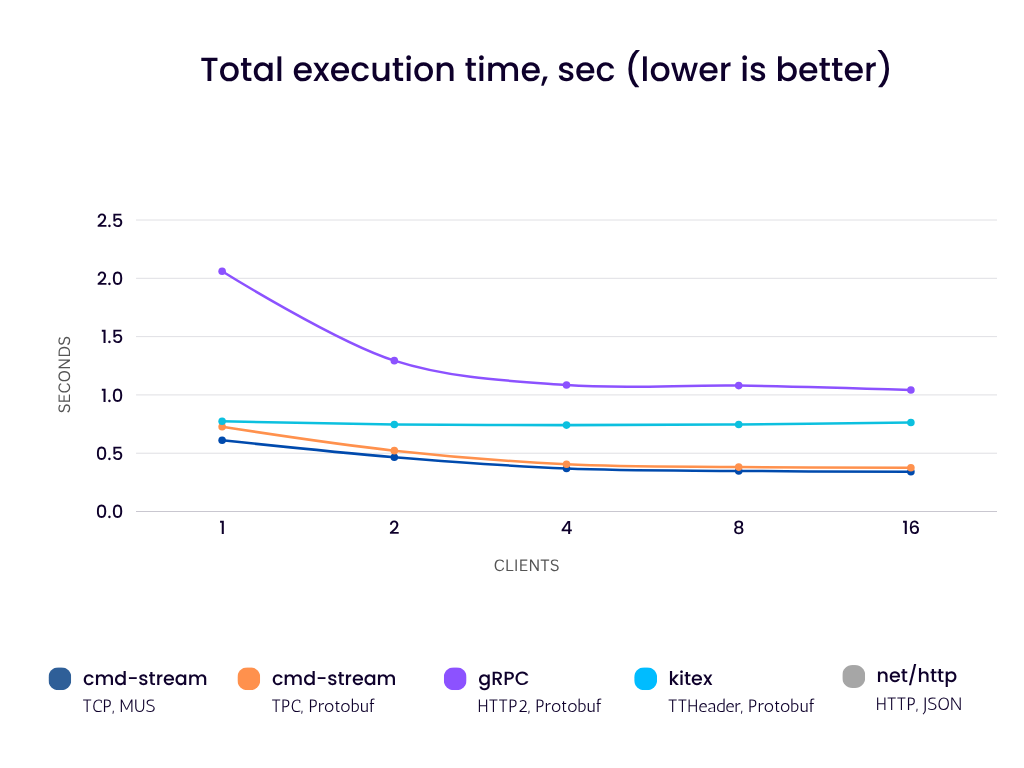 Total execution time, sec (lower is better)
2.5
2.0
1.5
1.0
0.5
0.0
SECONDS
1 2 4 8 16
CLIENTS
cmd-stream cmd-stream gRPC kitex net/http
TCP, MUS TPC, Protobuf HTTP2, Protobuf TTHeader, Protobuf HTTP, JSON